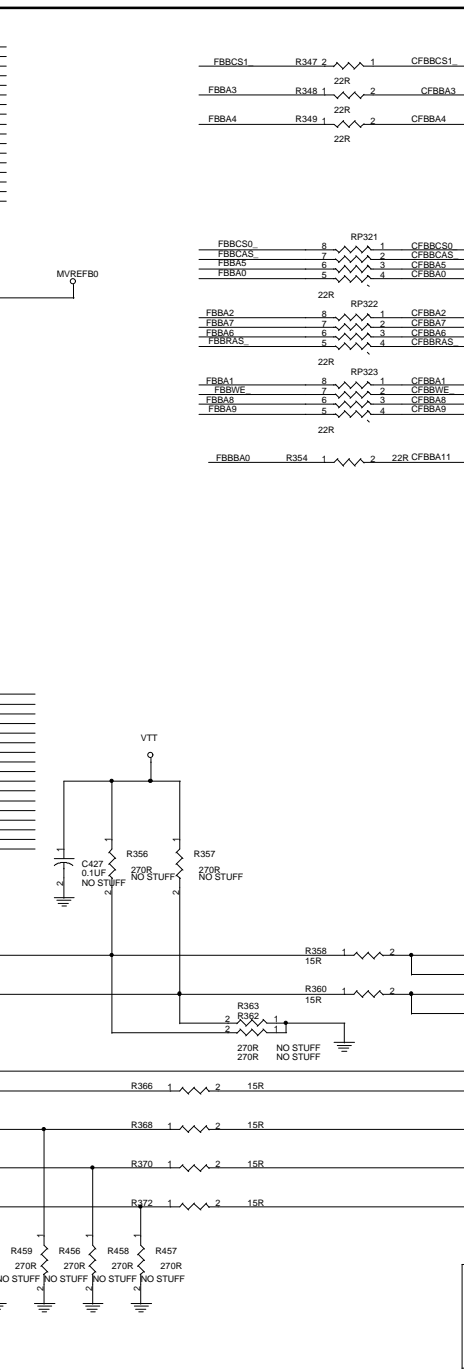 FBBCS1_ R347 2 1 CFBBCS1_
22R
FBBA3 R348 1 2 CFBBA3
22R
FBBA4 R349 1 2 CFBBA4
22R
RP321
FBBCS0_ 8 1 CFBBCS0_
FBBCAS_ 7 2 CFBBCAS_
FBBA5 6 3 CFBBA5
FBBA0 5 4 CFBBA0
MVREFB0
22R
RP322
FBBA2 8 1 CFBBA2
FBBA7 7 2 CFBBA7
FBBA6 6 3 CFBBA6
FBBRAS_ 5 4 CFBBRAS_
22R
RP323
FBBA1 8 1 CFBBA1
FBBWE_ 7 2 CFBBWE_
FBBA8 6 3 CFBBA8
FBBA9 5 4 CFBBA9
22R
FBBBA0 R354 1 2 22R CFBBA11
VTT
1 1 1
R356 R357
C427 270R 270R
0.1UF NO STUFF NO STUFF
NO STUFF
2 2 2
R358 1 2
15R
R360 1 2
15R
R363
2 R362 1
2 1
270R NO STUFF
270R NO STUFF
R366 1 2 15R
R368 1 2 15R
R370 1 2 15R
R372 1 2 15R
1 1 1
R459 R456 R458 R457
270R 270R 270R 270R
NO STUFF NO STUFF NO STUFF NO STUFF
2 2 2